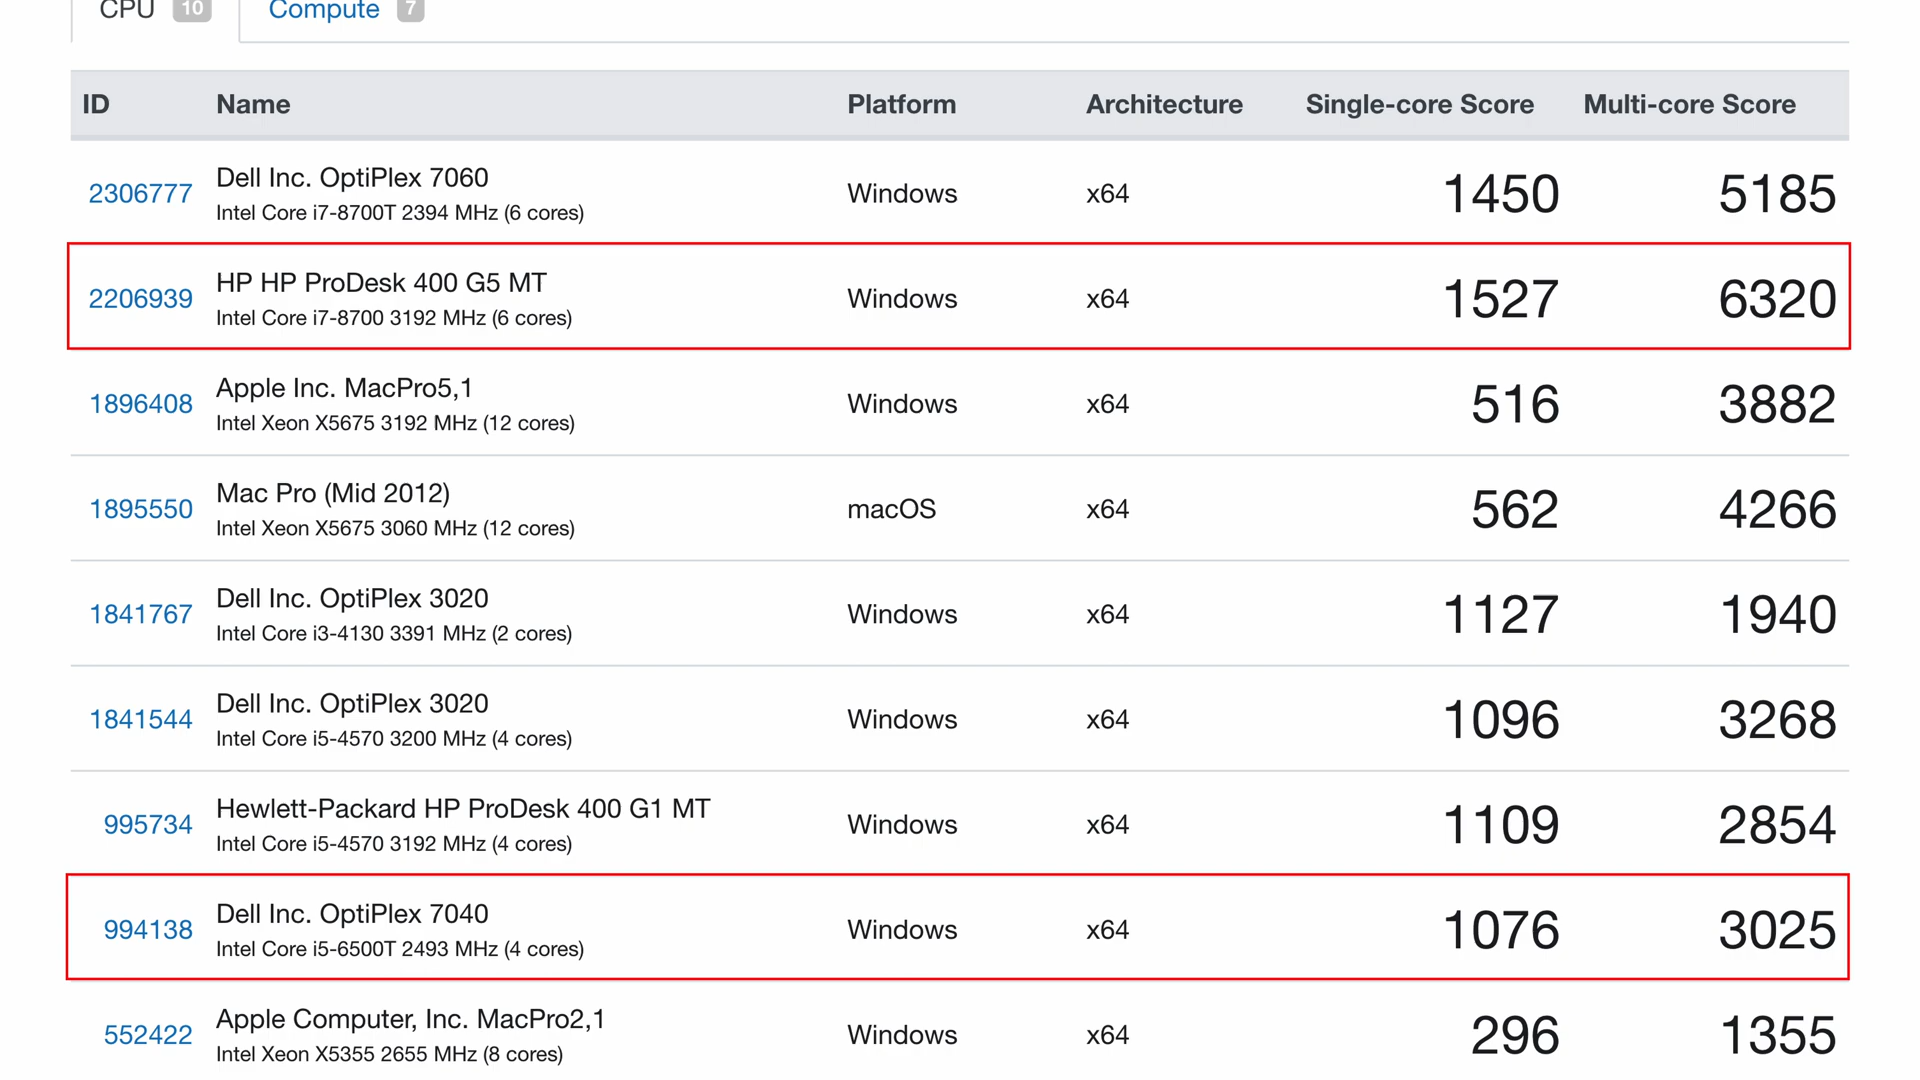 CPU 10 Compute 7
ID Name Platform Architecture Single-core Score Multi-core Score
2306777 Dell Inc. OptiPlex 7060 Windows x64 1450 5185
Intel Core i7-8700T 2394 MHz (6 cores)
2206939 HP HP ProDesk 400 G5 MT Windows x64 1527 6320
Intel Core i7-8700 3192 MHz (6 cores)
1896408 Apple Inc. MacPro5,1 Windows x64 516 3882
Intel Xeon X5675 3192 MHz (12 cores)
1895550 Mac Pro (Mid 2012) macOS x64 562 4266
Intel Xeon X5675 3060 MHz (12 cores)
1841767 Dell Inc. OptiPlex 3020 Windows x64 1127 1940
Intel Core i3-4130 3391 MHz (2 cores)
1841544 Dell Inc. OptiPlex 3020 Windows x64 1096 3268
Intel Core i5-4570 3200 MHz (4 cores)
995734 Hewlett-Packard HP ProDesk 400 G1 MT Windows x64 1109 2854
Intel Core i5-4570 3192 MHz (4 cores)
994138 Dell Inc. OptiPlex 7040 Windows x64 1076 3025
Intel Core i5-6500T 2493 MHz (4 cores)
552422 Apple Computer, Inc. MacPro2,1 Windows x64 296 1355
Intel Xeon X5355 2655 MHz (8 cores)